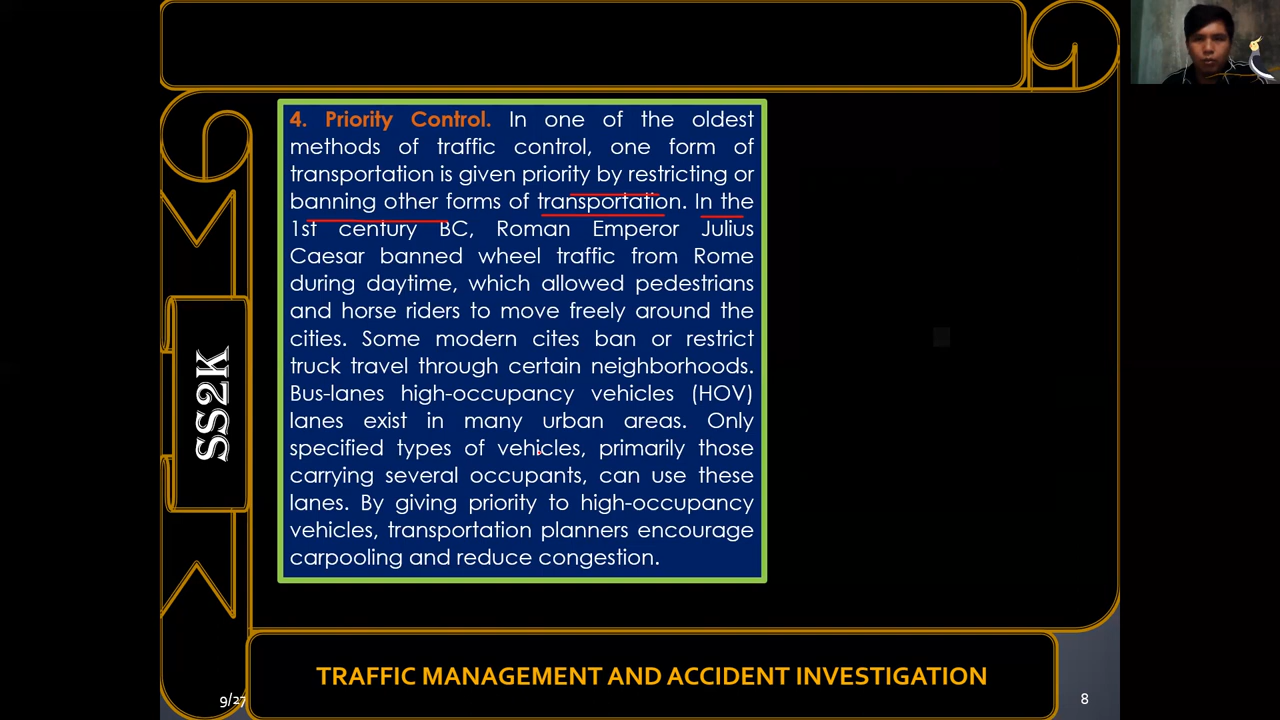 4. Priority Control. In one of the oldest
methods of traffic control, one form of
transportation is given priority by restricting or
banning other forms of transportation. In the
1st century BC, Roman Emperor Julius
Caesar banned wheel traffic from Rome
during daytime, which allowed pedestrians
and horse riders to move freely around the
cities. Some modern cites ban or restrict
truck travel through certain neighborhoods.
Bus-lanes high-occupancy vehicles (HOV)
lanes exist in many urban areas. Only
specified types of vehicles, primarily those
carrying several occupants, can use these
lanes. By giving priority to high-occupancy
vehicles, transportation planners encourage
carpooling and reduce congestion.
SS2K
TRAFFIC MANAGEMENT AND ACCIDENT INVESTIGATION
9/27
8